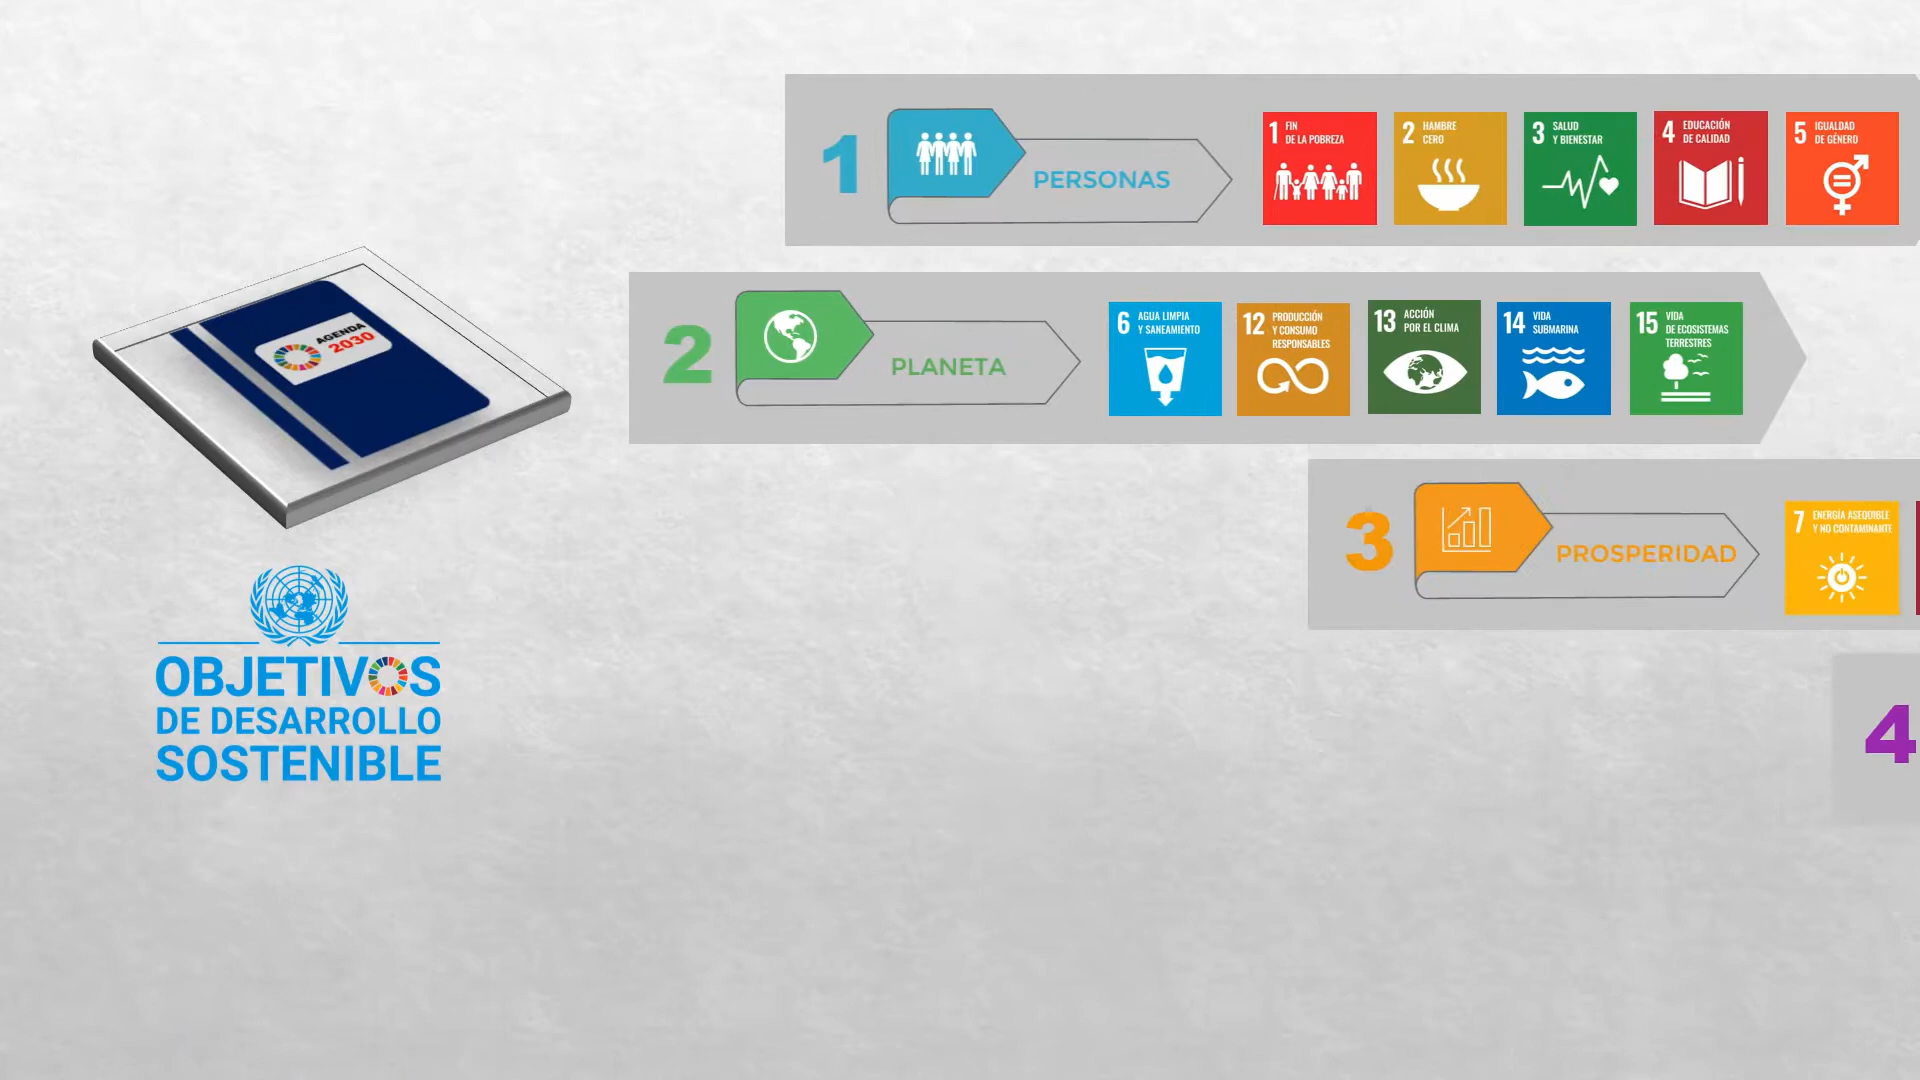 1
PERSONAS
1 FIN
DE LA POBREZA
2 HAMBRE
CERO
3 SALUD
Y BIENESTAR
4 EDUCACIÓN
DE CALIDAD
5 IGUALDAD
DE GÉNERO
2
PLANETA
6 AGUA LIMPIA
Y SANEAMIENTO
12 PRODUCCIÓN
Y CONSUMO
RESPONSABLES
13 ACCIÓN
POR EL CLIMA
14 VIDA
SUBMARINA
15 VIDA
DE ECOSISTEMAS
TERRESTRES
AGENDA
2030
3
PROSPERIDAD
7 ENERGÍA ASEQUIBLE
Y NO CONTAMINANTE
4
OBJETIVOS
DE DESARROLLO
SOSTENIBLE